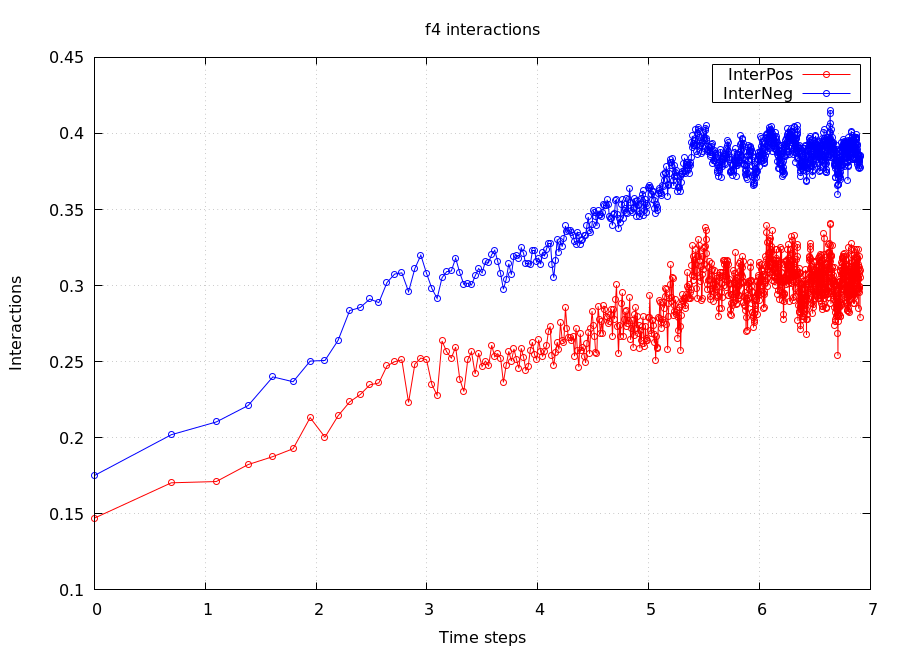 f4 interactions
InterPos
InterNeg
Interactions
0.45
0.4
0.35
0.3
0.25
0.2
0.15
0.1
0 1 2 3 4 5 6 7
Time steps